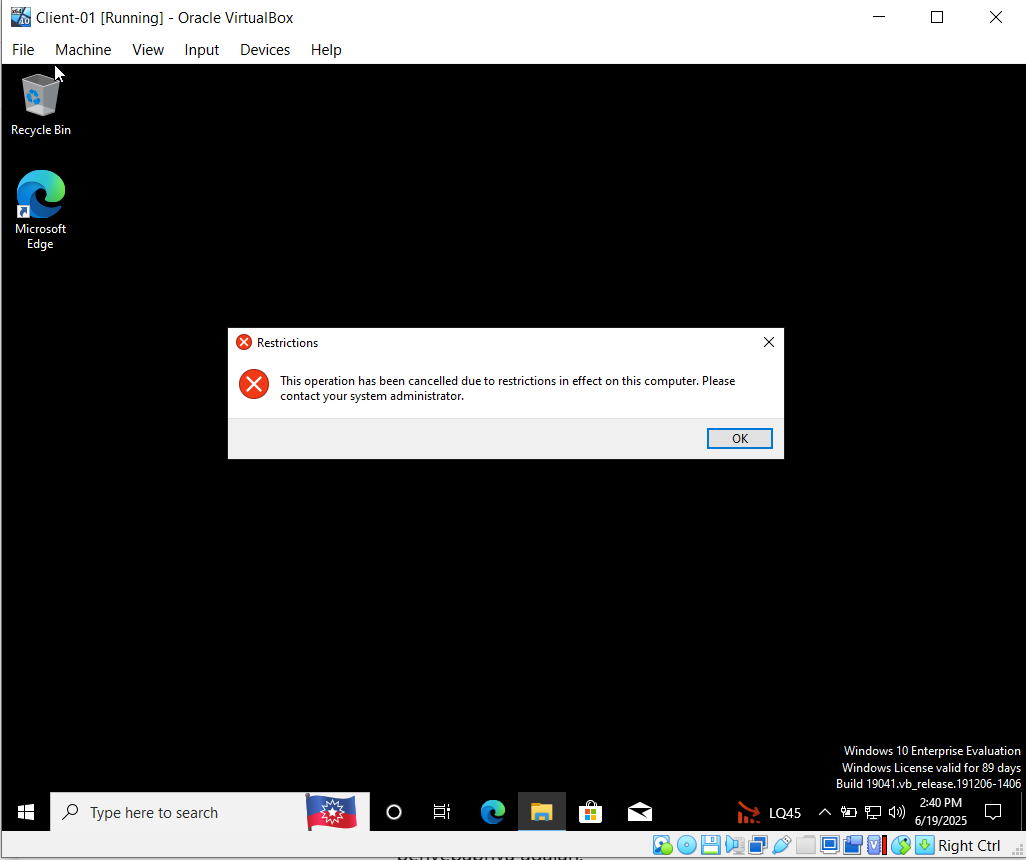 Client-01 [Running] - Oracle VirtualBox
File Machine View Input Devices Help
Recycle Bin
Microsoft
Edge
Restrictions
This operation has been cancelled due to restrictions in effect on this computer. Please
contact your system administrator.
OK
Windows 10 Enterprise Evaluation
Windows License valid for 89 days
Build 19041.vb_release.191206-1406
Type here to search
LQ45
2:40 PM
6/19/2025
Right Ctrl